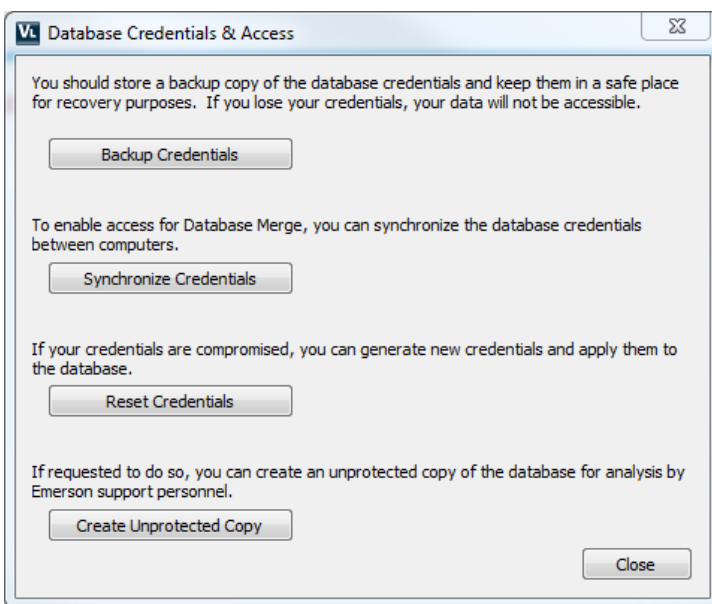 VL Database Credentials & Access
You should store a backup copy of the database credentials and keep them in a safe place
for recovery purposes. If you lose your credentials, your data will not be accessible.
Backup Credentials
To enable access for Database Merge, you can synchronize the database credentials
between computers.
Synchronize Credentials
If your credentials are compromised, you can generate new credentials and apply them to
the database.
Reset Credentials
If requested to do so, you can create an unprotected copy of the database for analysis by
Emerson support personnel.
Create Unprotected Copy
Close